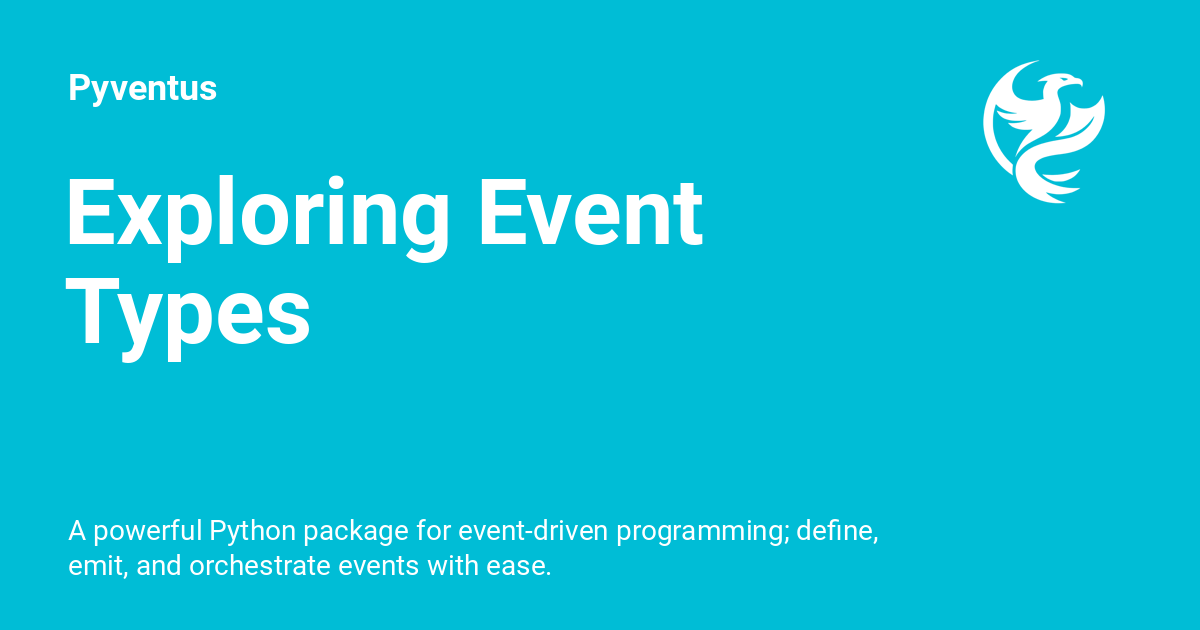 Pyventus
Exploring Event
Types
A powerful Python package for event-driven programming; define,
emit, and orchestrate events with ease.